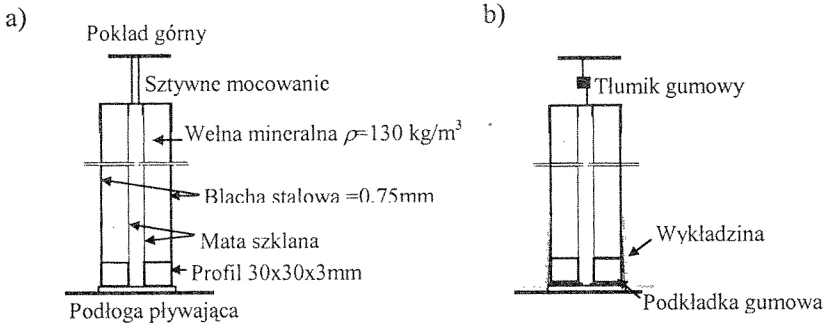 a)
Pokład górny
Sztywne mocowanie
Wełna mineralna ρ=130 kg/m³
Blacha stalowa =0.75mm
Mata szklana
Profil 30x30x3mm
Podłoga pływająca
b)
Tłumik gumowy
Wykładzina
Podkładka gumowa